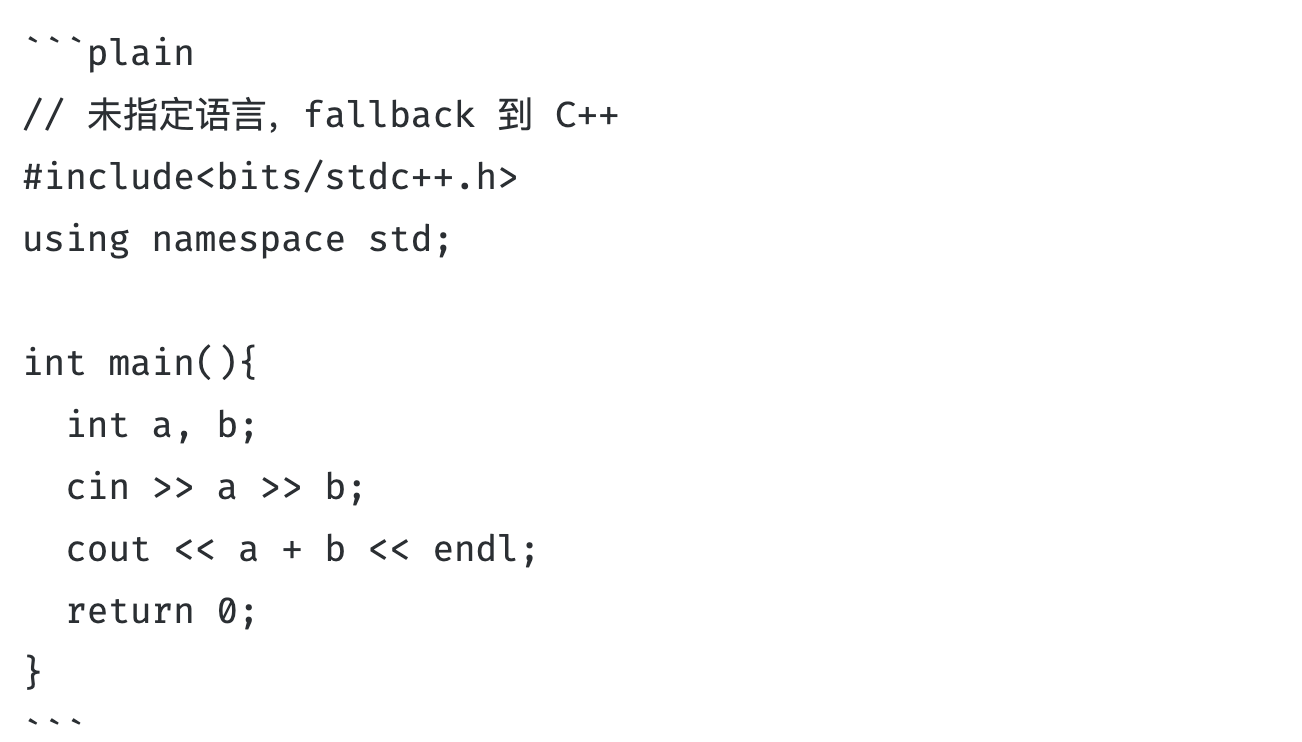 ```plain
// 未指定语言，fallback 到 C++
#include<bits/stdc++.h>
using namespace std;

int main(){
  int a, b;
  cin >> a >> b;
  cout << a + b << endl;
  return 0;
}
```